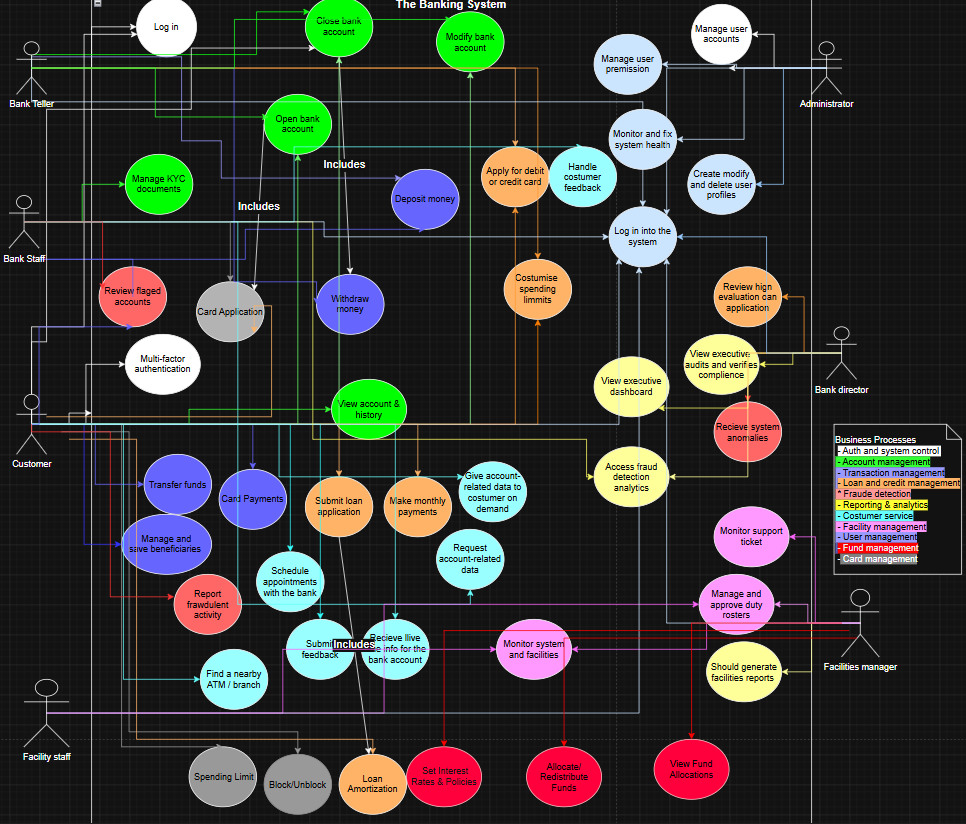 The Banking System
Log in
Close bank
account
Modify bank
account
Manage user
accounts
Manage user
premission
Bank Teller
Administrator
Open bank
account
Monitor and fix
system health
Includes
Apply for debit
or credit card
Handle
costumer
feedback
Manage KYC
documents
Deposit money
Create modify
and delete user
profiles
Includes
Log in into the
system
Bank Staff
Review flaged
accounts
Card Application
Withdraw
money
Costumise
spending
limmits
Review hign
evaluation can
application
Multi-factor
authentication
View executive
audits and verifies
complience
View executive
dashboard
Bank director
View account &
history
Recieve system
anomalies
Customer
Business Processes
- Auth and system control
- Account management
- Transaction management
- Loan and credit management
* Fraude detection
- Reporting & analytics
- Costumer service
- Facility management
- User management
- Fund management
- Card management
Transfer funds
Card Payments
Submit loan
application
Make monthly
payments
Give account-
related data to
costumer on
demand
Access fraud
detection
analytics
Manage and
save beneficiaries
Request
account-related
data
Monitor support
ticket
Schedule
appointments
with the bank
Report
frawdulent
activity
Manage and
approve duty
rosters
Submit
feedback
Includes
Recieve llive
info for the
bank account
Monitor system
and facilities
Facilities manager
Find a nearby
ATM / branch
Should generate
facilities reports
Facility staff
Spending Limit
Block/Unblock
Loan
Amortization
Set Interest
Rates & Policies
Allocate/
Redistribute
Funds
View Fund
Allocations